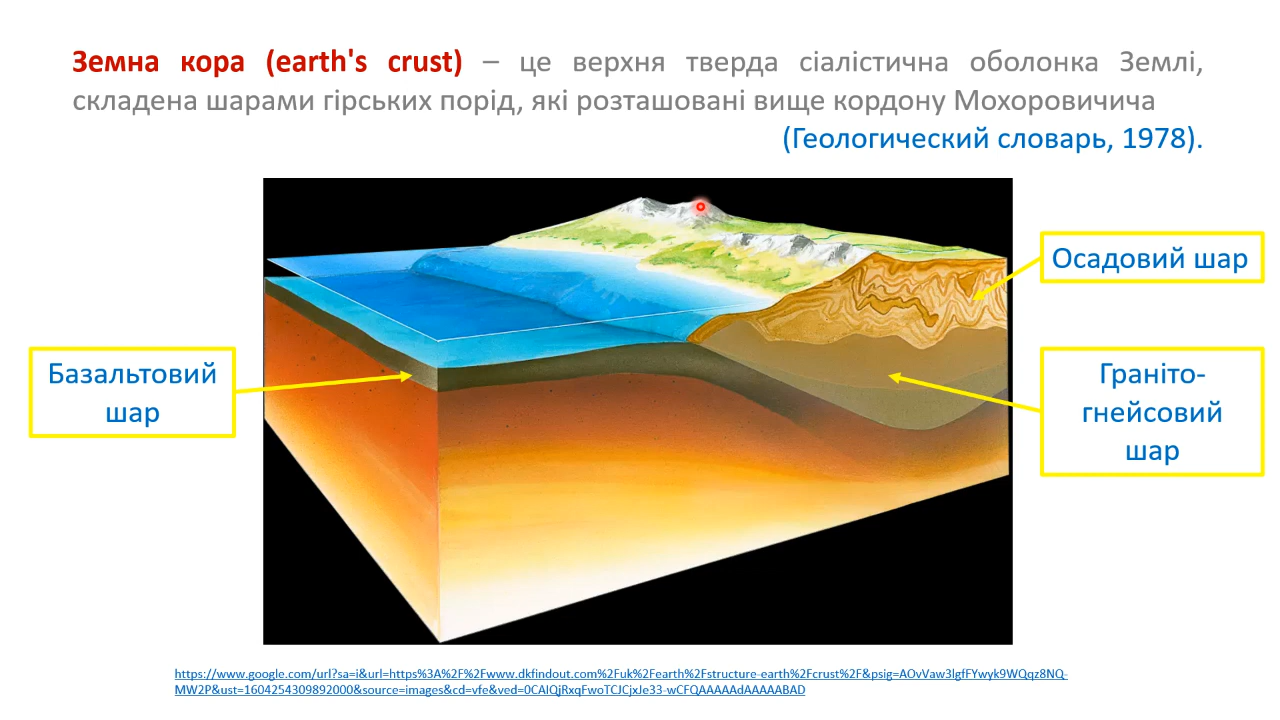 Земна кора (earth's crust) – це верхня тверда сіалістична оболонка Землі,
складена шарами гірських порід, які розташовані вище кордону Мохоровичича
(Геологический словарь, 1978).
Осадовий шар
Базальтовий
шар
Граніто-
гнейсовий
шар
https://www.google.com/url?sa=i&url=https%3A%2F%2Fwww.dkfindout.com%2Fuk%2Fearth%2Fstructure-earth%2Fcrust%2F&psig=AOvVaw3lgfFYwyk9WQqz8NQ-
MW2P&ust=1604254309892000&source=images&cd=vfe&ved=0CAIQjRxqFwoTCJCjxJe33-wCFQAAAAAdAAAAABAD